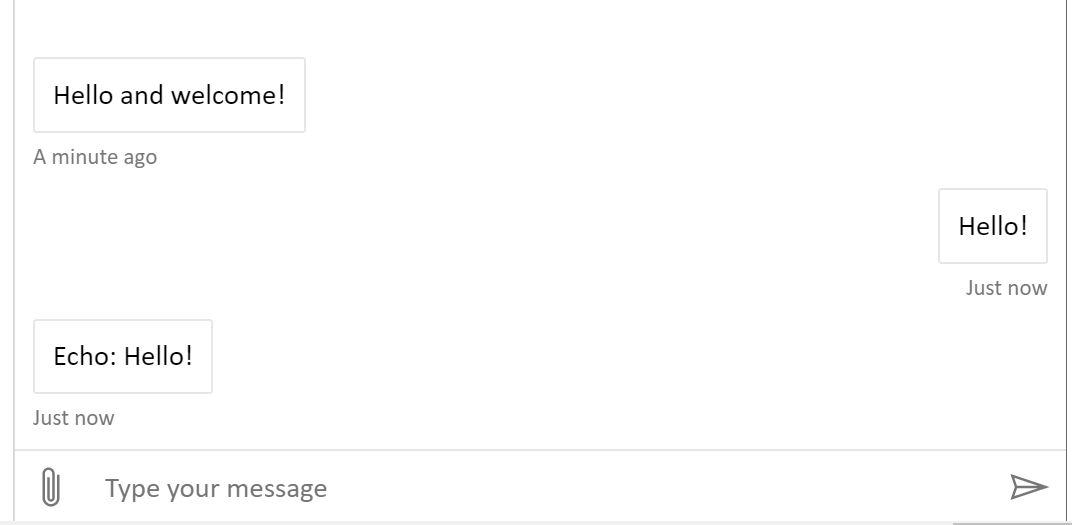 Hello and welcome!
A minute ago
Hello!
Just now
Echo: Hello!
Just now
Type your message